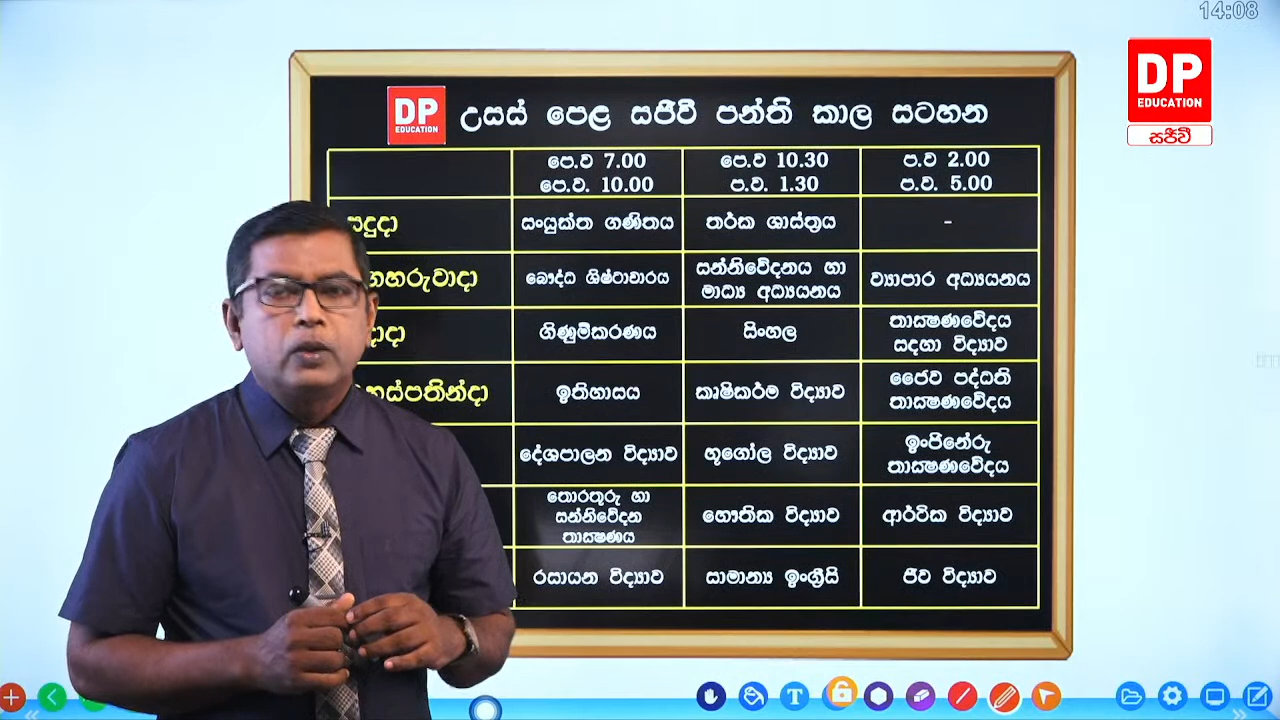 14:08
DP
EDUCATION
සජීවී
DP
EDUCATION
උසස් පෙළ සජීවී පන්ති කාල සටහන
පෙ.ව 7.00
පෙ.ව. 10.00
පෙ.ව 10.30
ප.ව. 1.30
ප.ව 2.00
ප.ව. 5.00
සඳුදා
සංයුක්ත ගණිතය
තර්ක ශාස්ත්‍රය
-
හරුවාදා
බෞද්ධ ශිෂ්ටාචාරය
සන්නිවේදනය හා
මාධ්‍ය අධ්‍යයනය
ව්‍යාපාර අධ්‍යයනය
දාදා
ගිණුම්කරණය
සිංහල
තාක්ෂණවේදය
සඳහා විද්‍යාව
හස්පතින්දා
ඉතිහාසය
කෘෂිකර්ම විද්‍යාව
ජෛව පද්ධති
තාක්ෂණවේදය
දේශපාලන විද්‍යාව
භූගෝල විද්‍යාව
ඉංජිනේරු
තාක්ෂණවේදය
තොරතුරු හා
සන්නිවේදන
තාක්ෂණය
භෞතික විද්‍යාව
ආර්ථික විද්‍යාව
රසායන විද්‍යාව
සාමාන්‍ය ඉංග්‍රීසි
ජීව විද්‍යාව